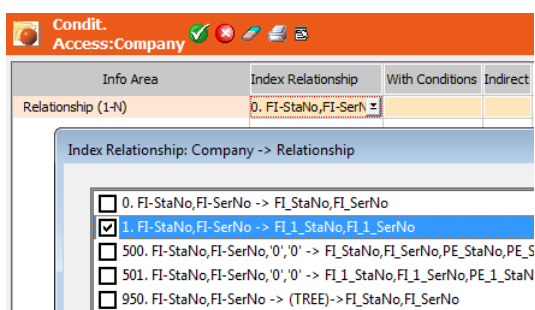 Condit.
Access:Company
Info Area Index Relationship With Conditions Indirect
Relationship (1-N) 0. FI-StaNo,FI-SerN
Index Relationship: Company -> Relationship
0. FI-StaNo,FI-SerNo -> FI_StaNo,FI_SerNo
1. FI-StaNo,FI-SerNo -> FI_1_StaNo,FI_1_SerNo
500. FI-StaNo,FI-SerNo,'0','0' -> FI_StaNo,FI_SerNo,PE_StaNo,PE_S
501. FI-StaNo,FI-SerNo,'0','0' -> FI_1_StaNo,FI_1_SerNo,PE_1_StaN
950. FI-StaNo,FI-SerNo -> (TREE)->FI_StaNo,FI_SerNo